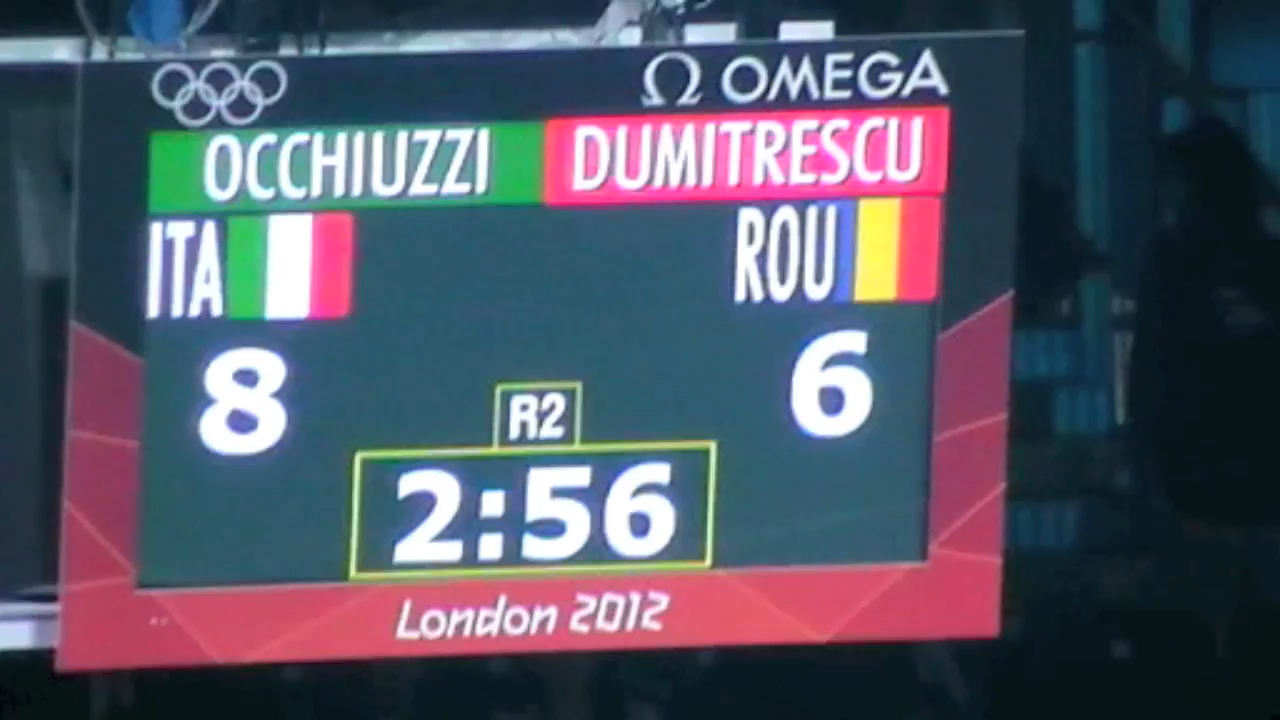 Ω OMEGA
OCCHIUZZI DUMITRESCU
ITA ROU
8 6
R2
2:56
London 2012